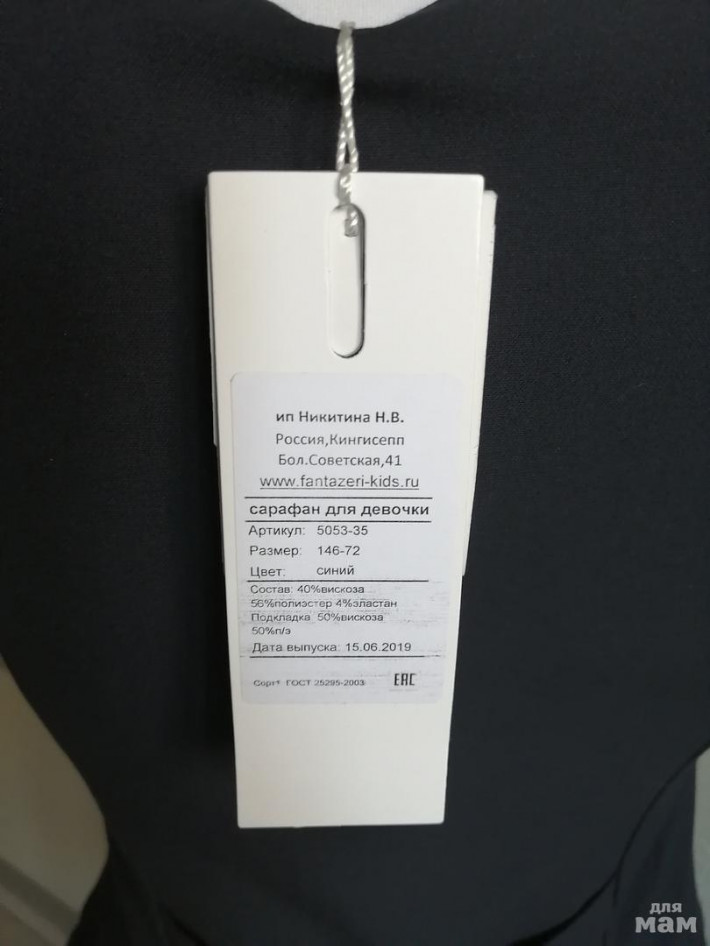 ип Никитина Н.В.
Россия,Кингисепп
Бол.Советская,41
www.fantazeri-kids.ru
сарафан для девочки
Артикул: 5053-35
Размер: 146-72
Цвет: синий
Состав: 40%вискоза
56%полиэстер 4%эластан
Подкладка 50%вискоза
50%п/э
Дата выпуска: 15.06.2019
Сорт† ГОСТ 25295-2003
ЕАС
для
мам